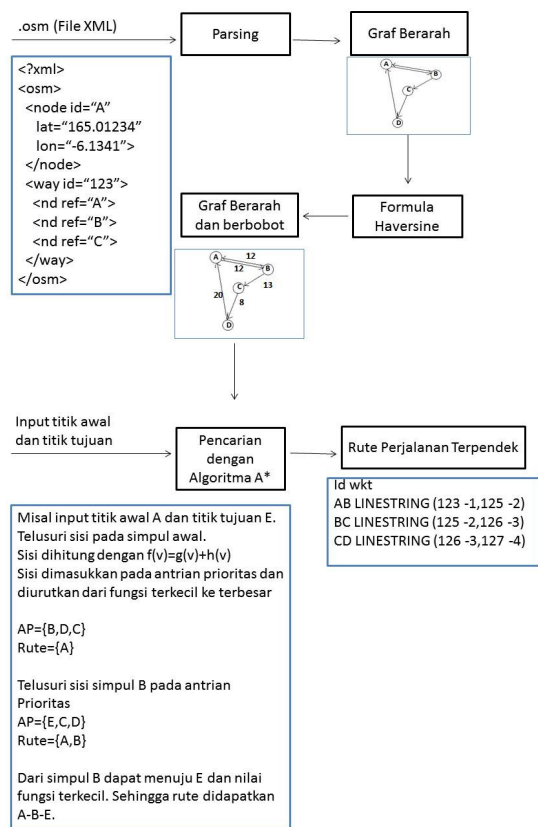 .osm (File XML)
Parsing
Graf Berarah
<?xml>
<osm>
<node id="A"
lat="165.01234"
lon="-6.1341">
</node>
<way id="123">
<nd ref="A">
<nd ref="B">
<nd ref="C">
</way>
</osm>
A
B
C
D
Formula
Haversine
Graf Berarah
dan berbobot
A
12
12
B
C
13
20
8
D
Input titik awal
dan titik tujuan
Pencarian
dengan
Algoritma A*
Rute Perjalanan Terpendek
Id wkt
AB LINESTRING (123 -1,125 -2)
BC LINESTRING (125 -2,126 -3)
CD LINESTRING (126 -3,127 -4)
Misal input titik awal A dan titik tujuan E.
Telusuri sisi pada simpul awal.
Sisi dihitung dengan f(v)=g(v)+h(v)
Sisi dimasukkan pada antrian prioritas dan
diurutkan dari fungsi terkecil ke terbesar
AP={B,D,C}
Rute={A}
Telusuri sisi simpul B pada antrian
Prioritas
AP={E,C,D}
Rute={A,B}
Dari simpul B dapat menuju E dan nilai
fungsi terkecil. Sehingga rute didapatkan
A-B-E.